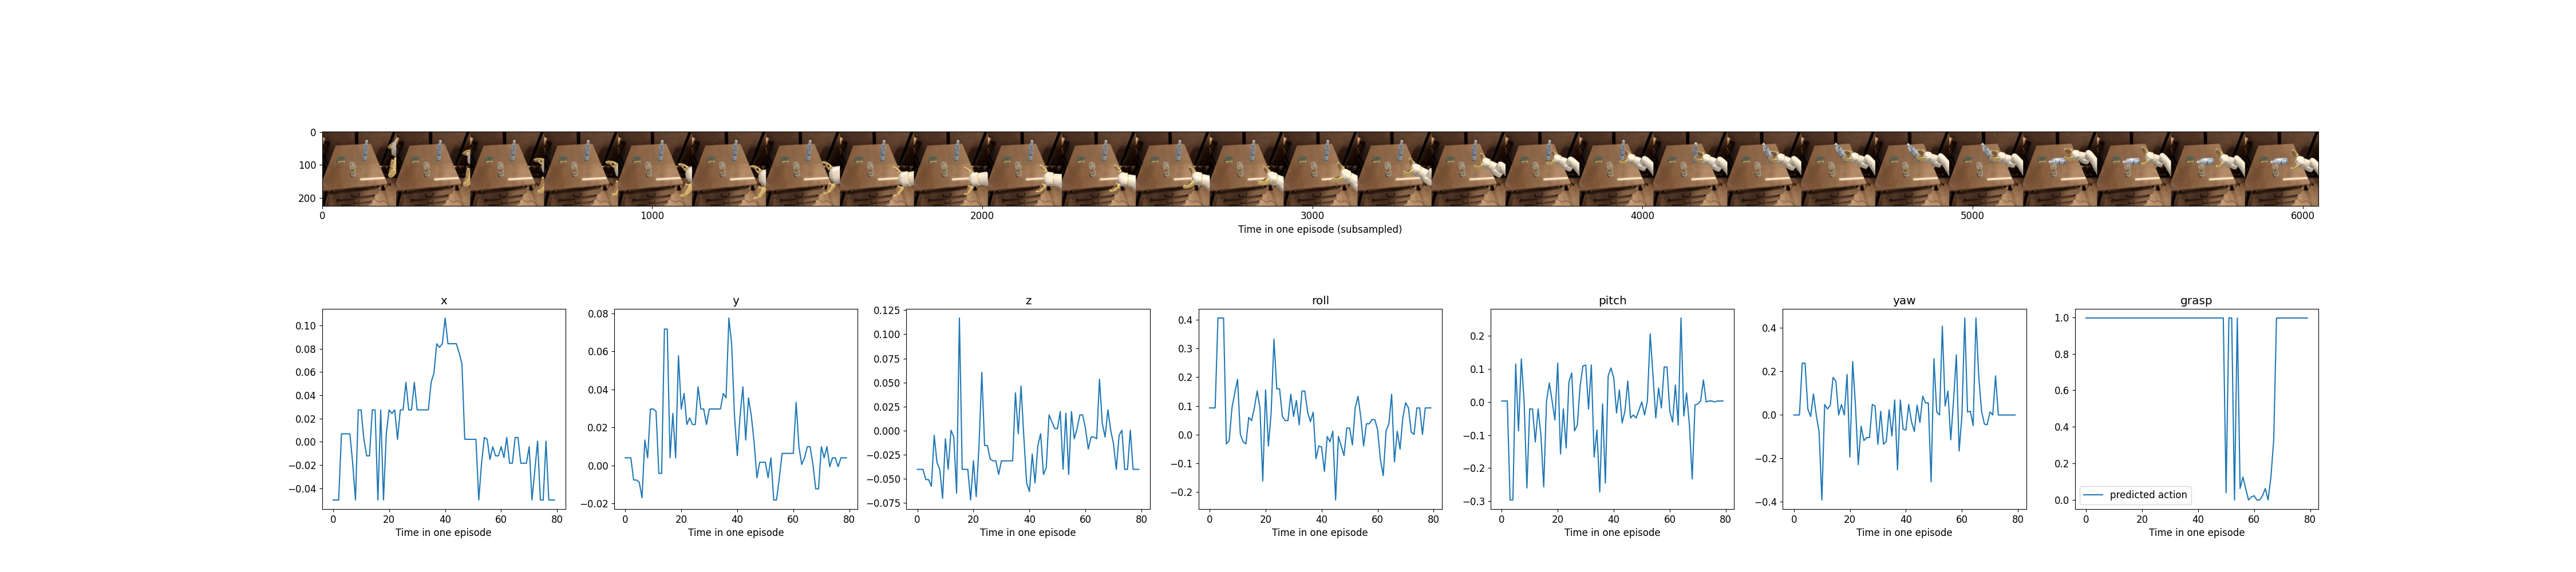 0
100
200
0 1000 2000 3000 4000 5000 6000
Time in one episode (subsampled)
x
0.10
0.08
0.06
0.04
0.02
0.00
−0.02
−0.04
0 20 40 60 80
Time in one episode
y
0.08
0.06
0.04
0.02
0.00
−0.02
0 20 40 60 80
Time in one episode
z
0.125
0.100
0.075
0.050
0.025
0.000
−0.025
−0.050
−0.075
0 20 40 60 80
Time in one episode
roll
0.4
0.3
0.2
0.1
0.0
−0.1
−0.2
0 20 40 60 80
Time in one episode
pitch
0.2
0.1
0.0
−0.1
−0.2
−0.3
0 20 40 60 80
Time in one episode
yaw
0.4
0.2
0.0
−0.2
−0.4
0 20 40 60 80
Time in one episode
grasp
1.0
0.8
0.6
0.4
0.2
0.0
predicted action
0 20 40 60 80
Time in one episode